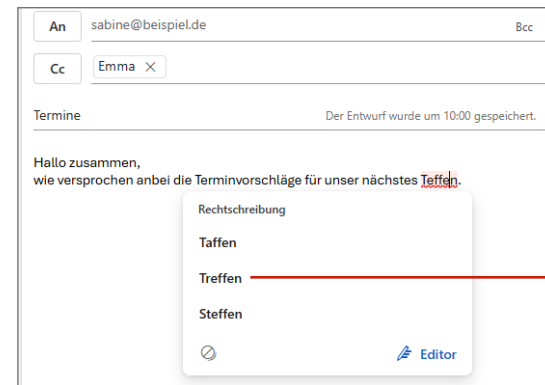 An sabine@beispiel.de Bcc
Cc Emma
Termine Der Entwurf wurde um 10:00 gespeichert.
Hallo zusammen,
wie versprochen anbei die Terminvorschläge für unser nächstes Teffen.
Rechtschreibung
Taffen
Treffen
Steffen
Editor